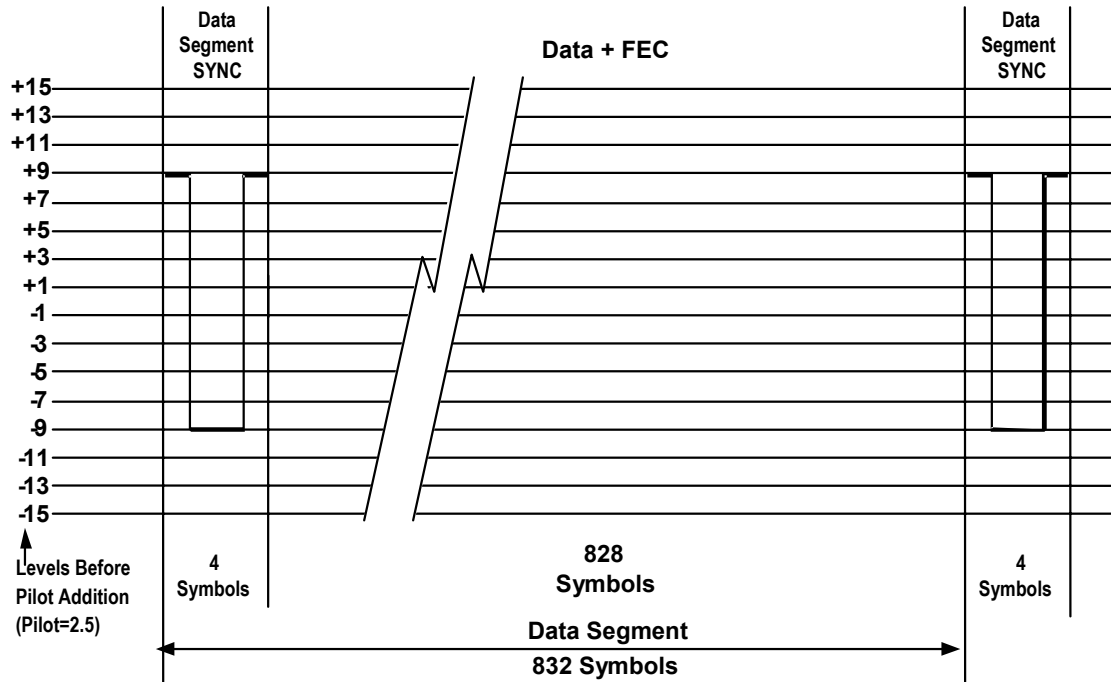 Data
Segment
SYNC
Data + FEC
Data
Segment
SYNC
+15
+13
+11
+9
+7
+5
+3
+1
-1
-3
-5
-7
-9
-11
-13
-15
Levels Before
Pilot Addition
(Pilot=2.5)
4
Symbols
828
Symbols
4
Symbols
Data Segment
832 Symbols